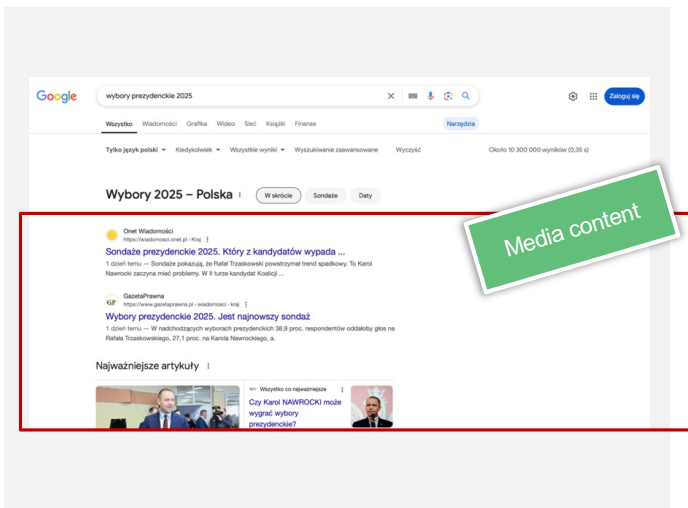 Google
wybory prezydenckie 2025
Zaloguj się
Wszystko Wiadomości Grafika Wideo Sieć Książki Finanse
Narzędzia
Tylko język polski Kiedykolwiek Wszystkie wyniki Wyszukiwanie zaawansowane Wyczyść
Około 10 300 000 wyników (0,35 s)
Wybory 2025 – Polska
W skrócie
Sondaże
Daty
Media content
Onet Wiadomości
https://wiadomosci.onet.pl › Kraj
Sondaże prezydenckie 2025. Który z kandydatów wypada ...
1 dzień temu — Sondaże pokazują, że Rafał Trzaskowski powstrzymał trend spadkowy. To Karol
Nawrocki zaczyna mieć problemy. W II turze kandydat Koalicji ...
GP
GazetaPrawna
https://www.gazetaprawna.pl › wiadomosci › kraj
Wybory prezydenckie 2025. Jest najnowszy sondaż
1 dzień temu — W nadchodzących wyborach prezydenckich 38,9 proc. respondentów oddałoby głos na
Rafała Trzaskowskiego, 27,1 proc. na Karola Nawrockiego, a.
Najważniejsze artykuły
Wszystko co najważniejsze
Czy Karol NAWROCKI może
wygrać wybory
prezydenckie?